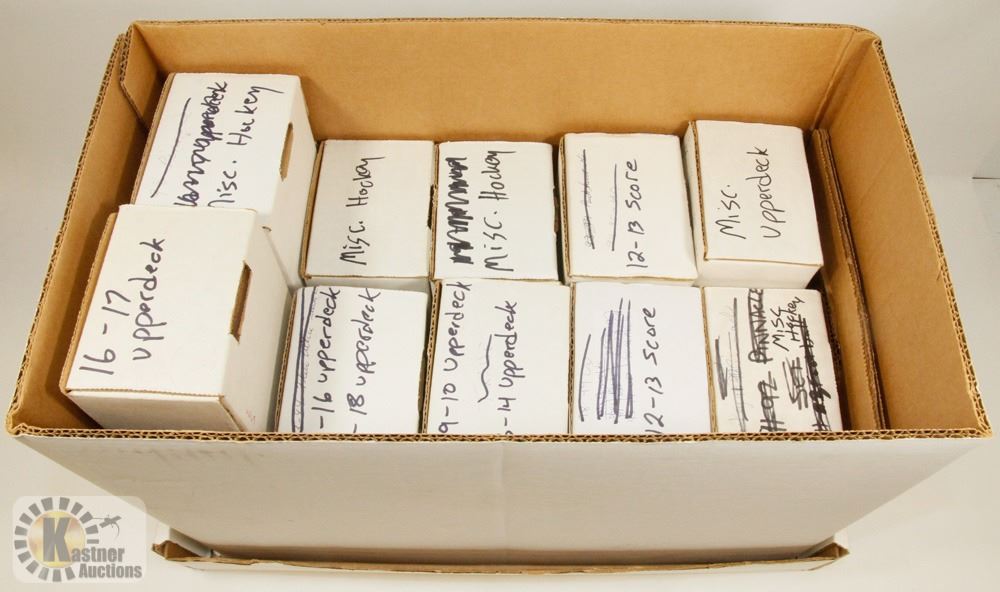 Misc. Hockey
Misc. Hockey
Misc. Hockey
12-13 Score
Misc.
Upperdeck
16-17
upperdeck
-16 upperdeck
-18 upperdeck
9-10 Upperdeck
-14 Upperdeck
12-13 Score
Misc
Hockey
Kastner
Auctions